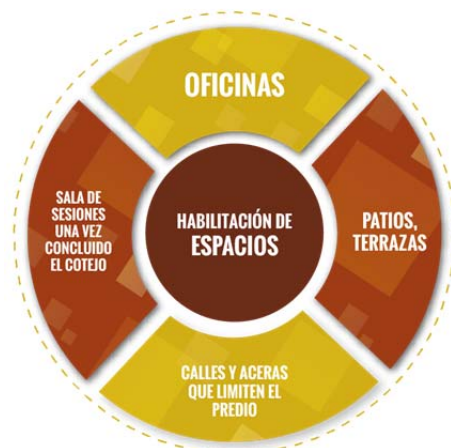 OFICINAS
SALA DE
SESIONES
UNA VEZ
CONCLUIDO
EL COTEJO
HABILITACIÓN DE
ESPACIOS
PATIOS,
TERRAZAS
CALLES Y ACERAS
QUE LIMITEN EL
PREDIO